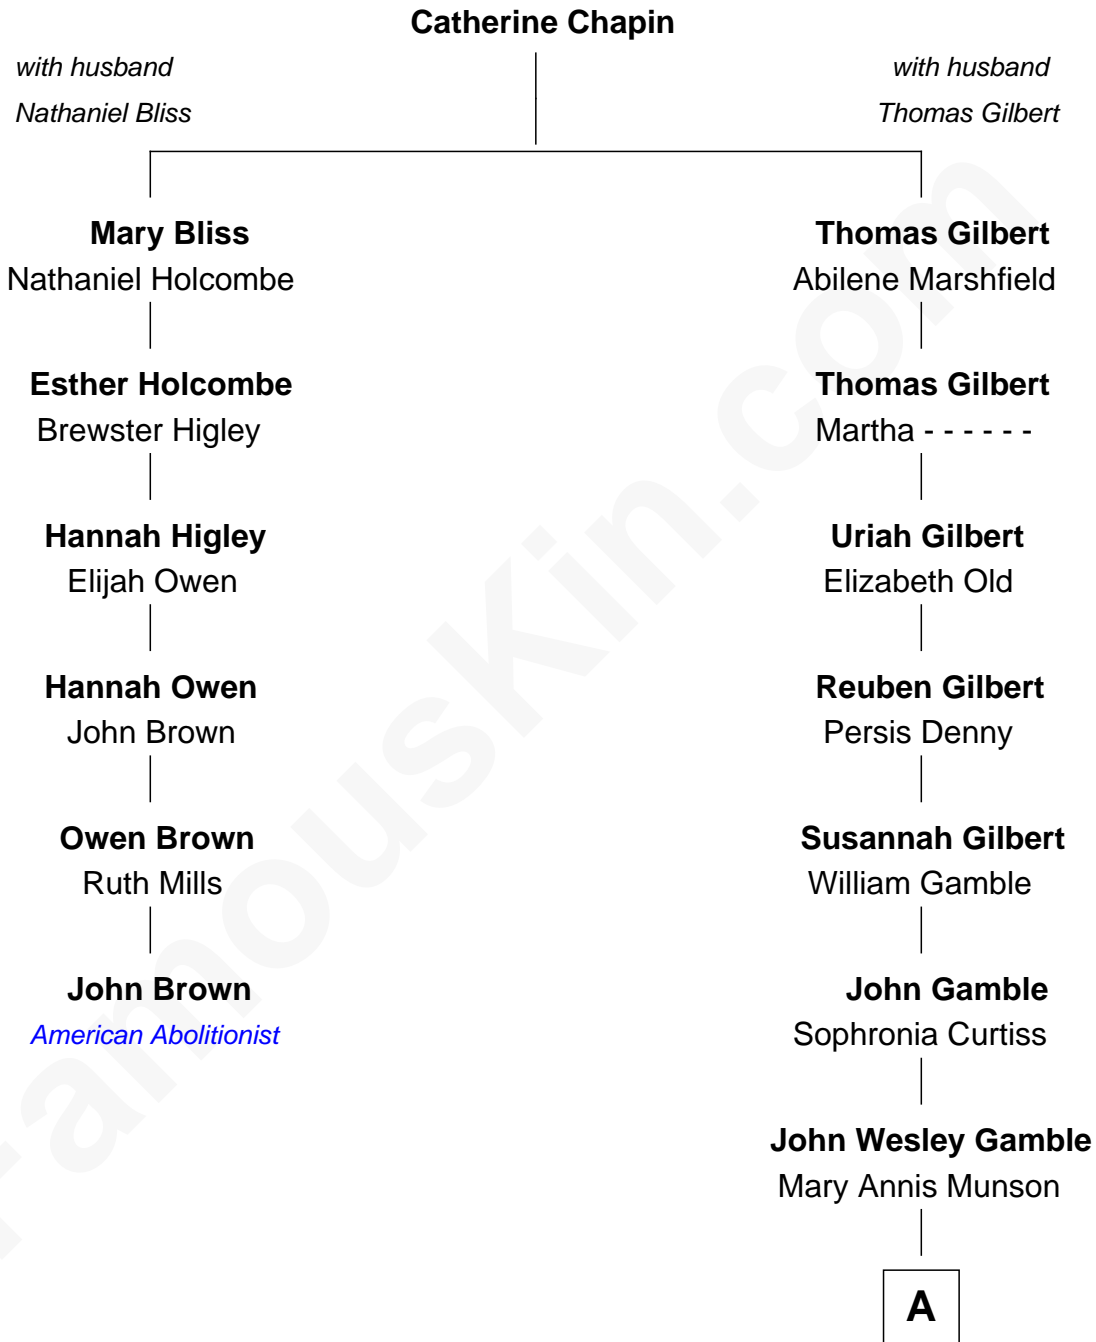 Catherine Chapin
with husband
Nathaniel Bliss
with husband
Thomas Gilbert
Mary Bliss
Nathaniel Holcombe
Esther Holcombe
Brewster Higley
Hannah Higley
Elijah Owen
Hannah Owen
John Brown
Owen Brown
Ruth Mills
John Brown
American Abolitionist
Thomas Gilbert
Abilene Marshfield
Thomas Gilbert
Martha - - - - - -
Uriah Gilbert
Elizabeth Old
Reuben Gilbert
Persis Denny
Susannah Gilbert
William Gamble
John Gamble
Sophronia Curtiss
John Wesley Gamble
Mary Annis Munson
A
FamousKin.com